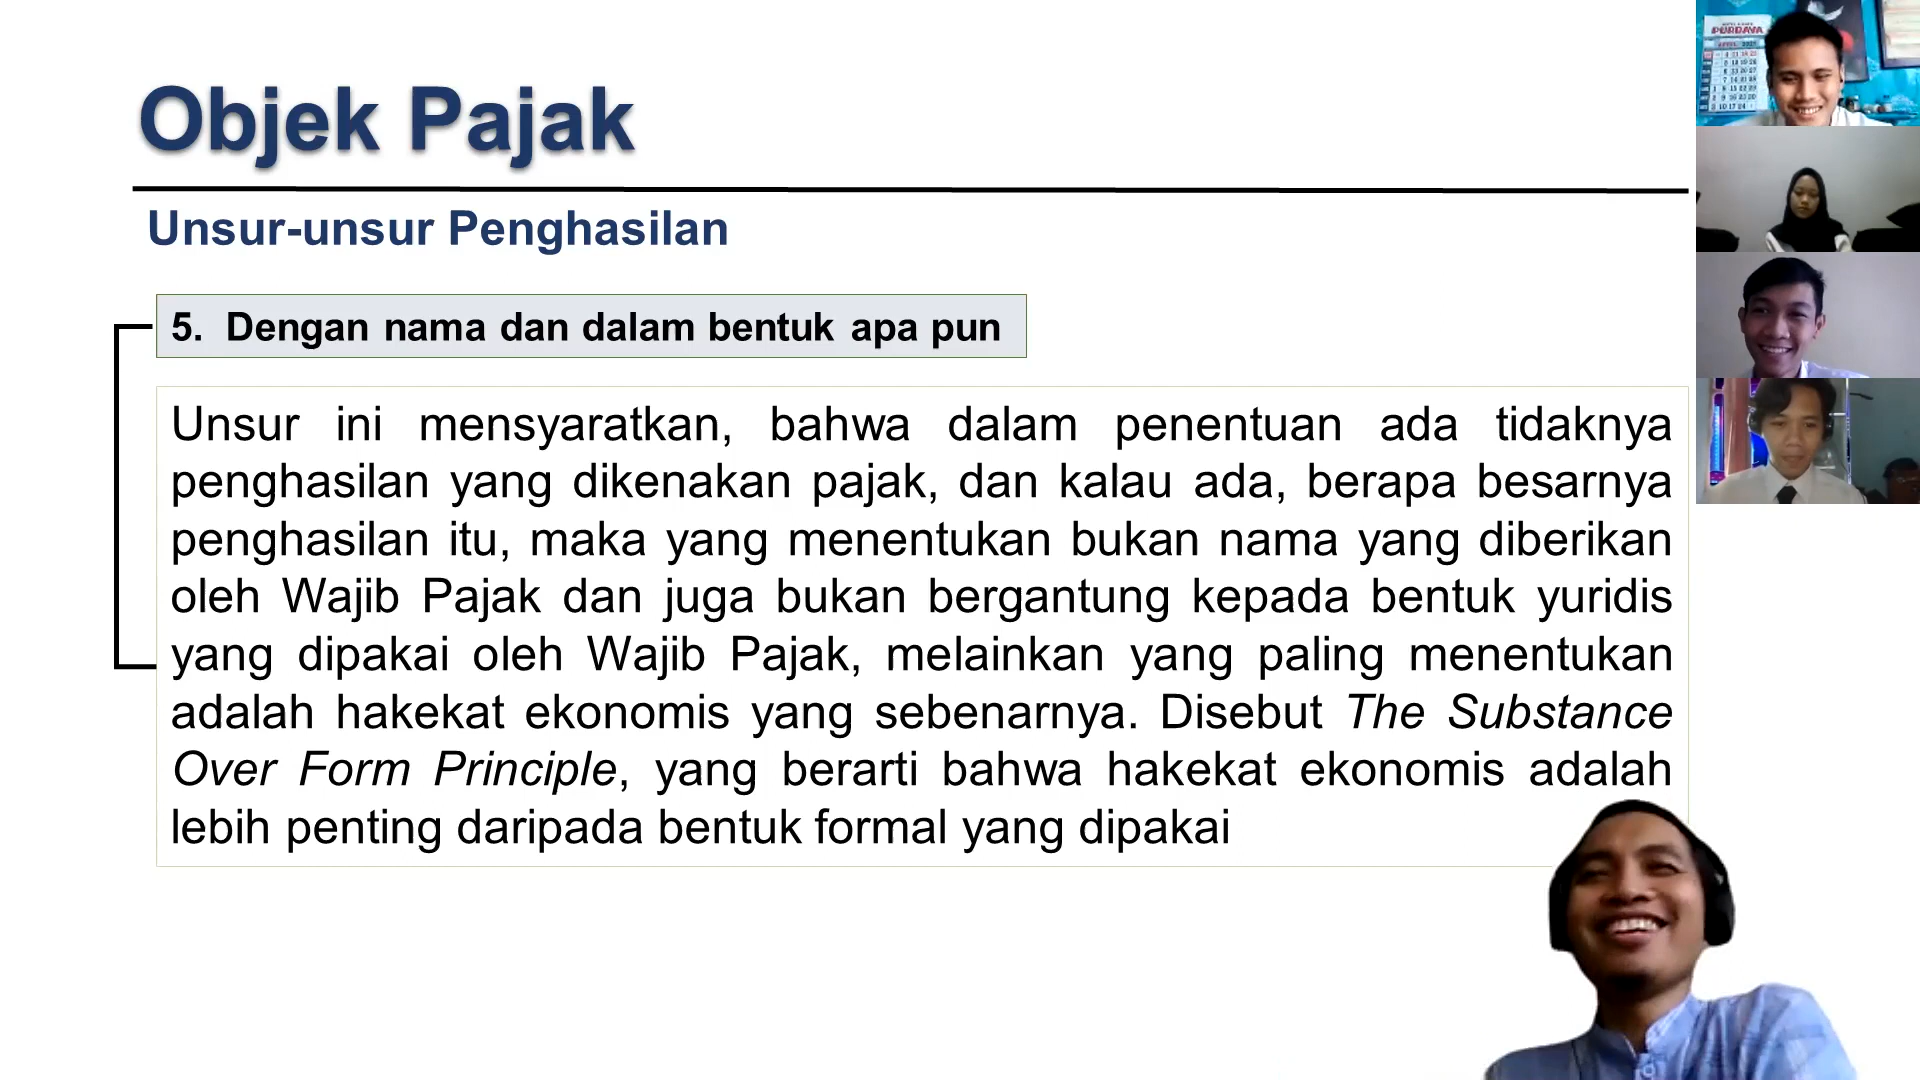 Objek Pajak
Unsur-unsur Penghasilan
5. Dengan nama dan dalam bentuk apa pun
Unsur ini mensyaratkan, bahwa dalam penentuan ada tidaknya
penghasilan yang dikenakan pajak, dan kalau ada, berapa besarnya
penghasilan itu, maka yang menentukan bukan nama yang diberikan
oleh Wajib Pajak dan juga bukan bergantung kepada bentuk yuridis
yang dipakai oleh Wajib Pajak, melainkan yang paling menentukan
adalah hakekat ekonomis yang sebenarnya. Disebut The Substance
Over Form Principle, yang berarti bahwa hakekat ekonomis adalah
lebih penting daripada bentuk formal yang dipakai
PURBAYA